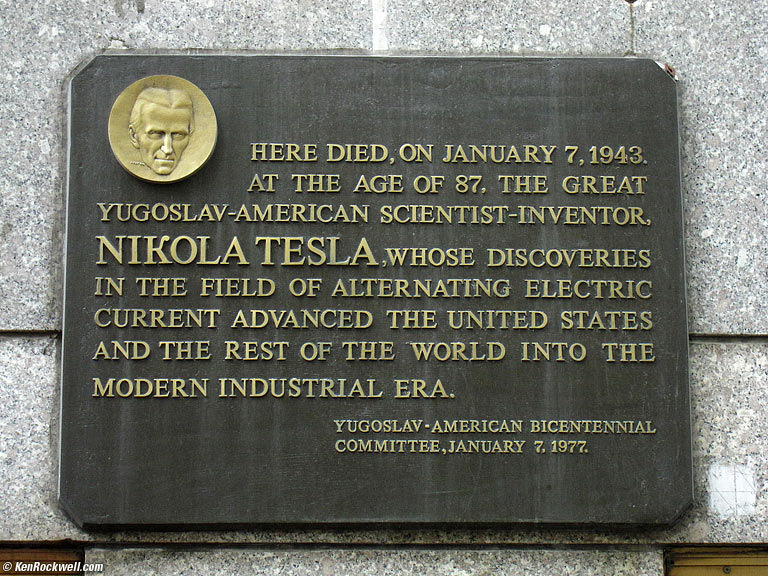 HERE DIED, ON JANUARY 7, 1943.
AT THE AGE OF 87, THE GREAT
YUGOSLAV-AMERICAN SCIENTIST-INVENTOR,
NIKOLA TESLA, WHOSE DISCOVERIES
IN THE FIELD OF ALTERNATING ELECTRIC
CURRENT ADVANCED THE UNITED STATES
AND THE REST OF THE WORLD INTO THE
MODERN INDUSTRIAL ERA.
YUGOSLAV-AMERICAN BICENTENNIAL
COMMITTEE, JANUARY 7, 1977.
© KenRockwell.com